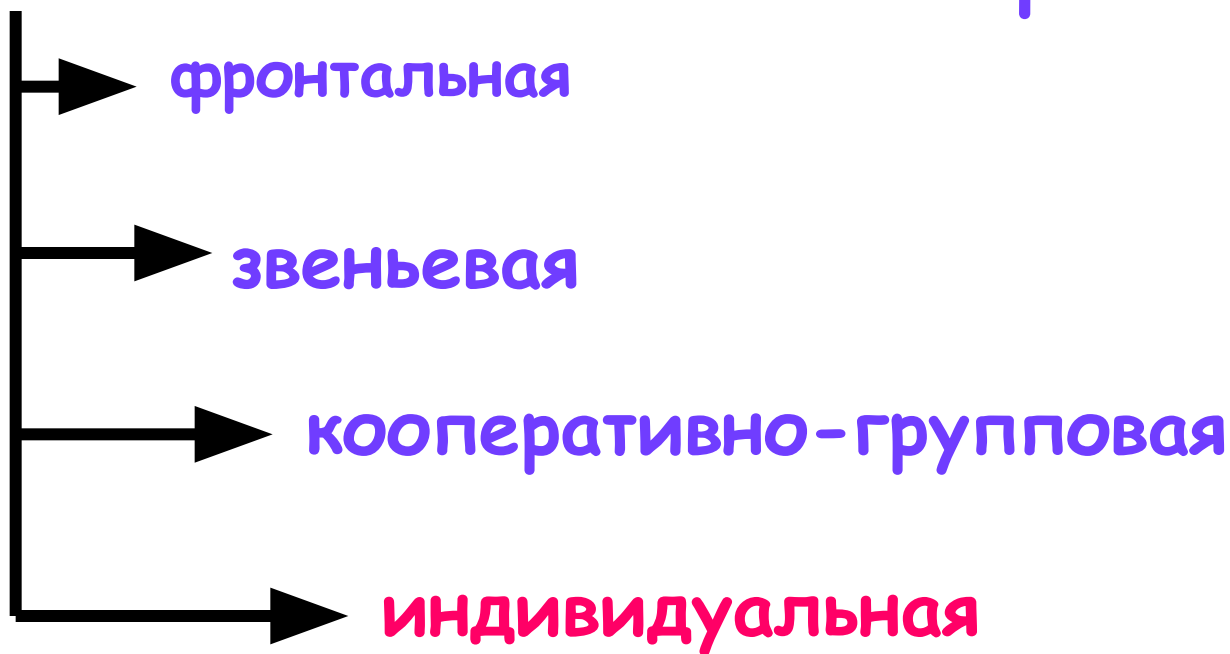 фронтальная
звеньевая
кооперативно-групповая
индивидуальная